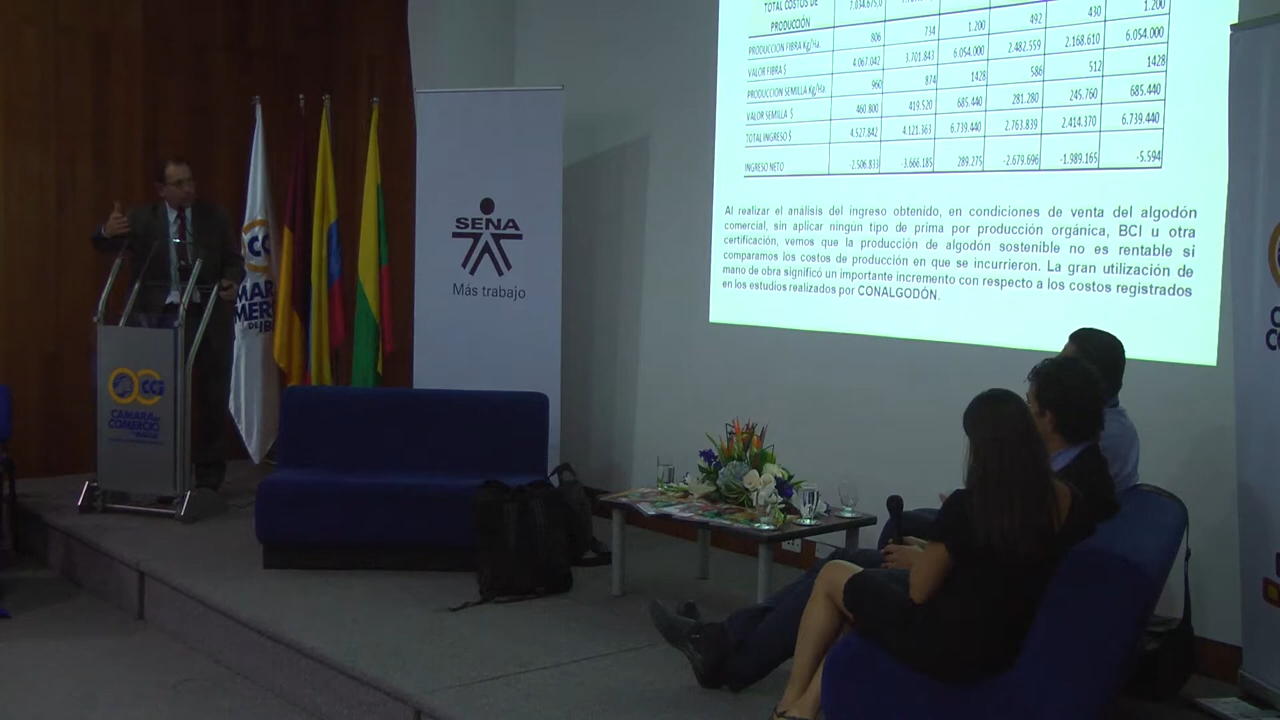 TOTAL COSTOS DE PRODUCCIÓN 7.034.675,0 492 430 1.200
PRODUCCION FIBRA Kg/Ha. 806 734 1.200 492 430 1.200
VALOR FIBRA $ 4.067.042 3.701.843 6.054.000 2.482.559 2.168.610 6.054.000
PRODUCCION SEMILLA Kg/Ha 960 874 1428 586 512 1428
VALOR SEMILLA $ 460.800 419.520 685.440 281.280 245.760 685.440
TOTAL INGRESO $ 4.527.842 4.121.363 6.739.440 2.763.839 2.414.370 6.739.440
INGRESO NETO -2.506.833 -3.666.185 289.275 -2.679.696 -1.989.165 -5.594
Al realizar el análisis del ingreso obtenido, en condiciones de venta del algodón
comercial, sin aplicar ningún tipo de prima por producción orgánica, BCI u otra
certificación, vemos que la producción de algodón sostenible no es rentable si
comparamos los costos de producción en que se incurrieron. La gran utilización de
mano de obra significó un importante incremento con respecto a los costos registrados
en los estudios realizados por CONALGODÓN.
SENA
Más trabajo
CCI
CÁMARA DE
COMERCIO